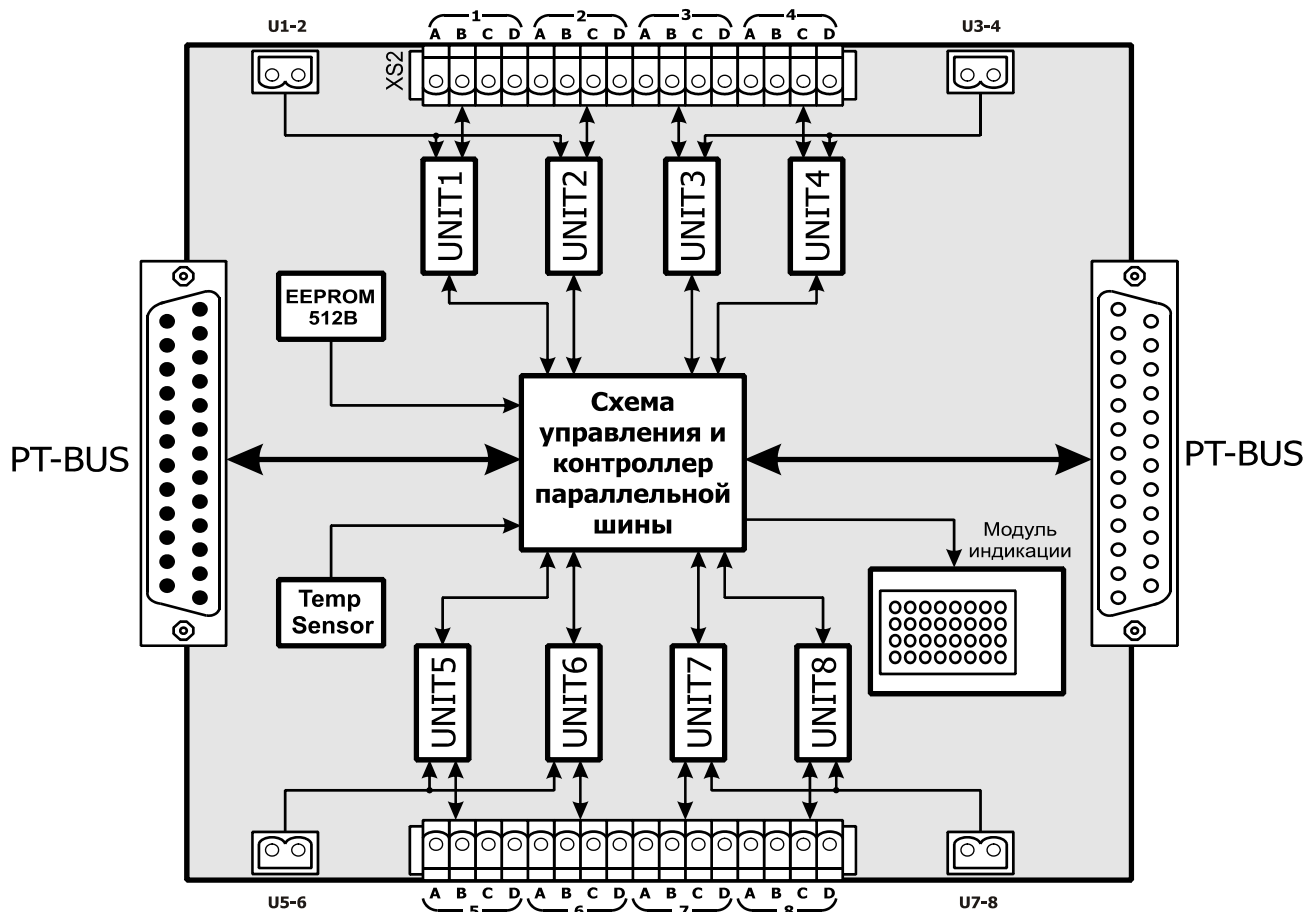 U1-2
1 2 3 4
U3-4
A B C D A B C D A B C D A B C D
XS2
UNIT1
UNIT2
UNIT3
UNIT4
EEPROM
512B
Схема
управления и
контроллер
параллельной
шины
PT-BUS
PT-BUS
Модуль
индикации
Temp
Sensor
UNIT5
UNIT6
UNIT7
UNIT8
A B C D A B C D A B C D A B C D
U5-6
5 6 7 8
U7-8